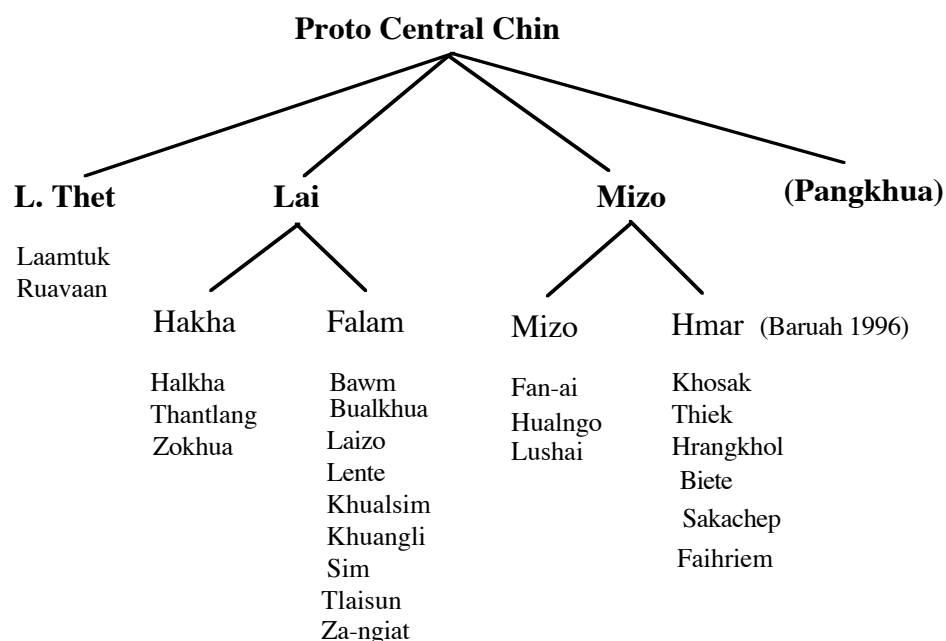 Proto Central Chin
L. Thet
Lai
Mizo
(Pangkhua)
Laamtuk
Ruavaan
Hakha
Falam
Mizo
Hmar (Baruah 1996)
Halkha
Thantlang
Zokhua
Bawm
Bualkhua
Laizo
Lente
Khualsim
Khuangli
Sim
Tlaisun
Za-ngiat
Fan-ai
Hualngo
Lushai
Khosak
Thiek
Hrangkhol
Biete
Sakachep
Faihriem